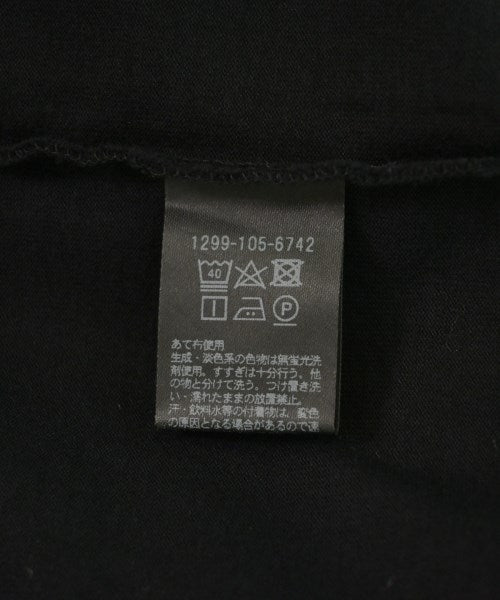 1299-105-6742
40
P
あて布使用
生成・淡色系の色物は無蛍光洗
剤使用。すすぎは十分行う。他
の物と分けて洗う。つけ置き洗
い・濡れたままの放置禁止。
汗・飲料水等の付着物は、変色
の原因となる場合があるので速